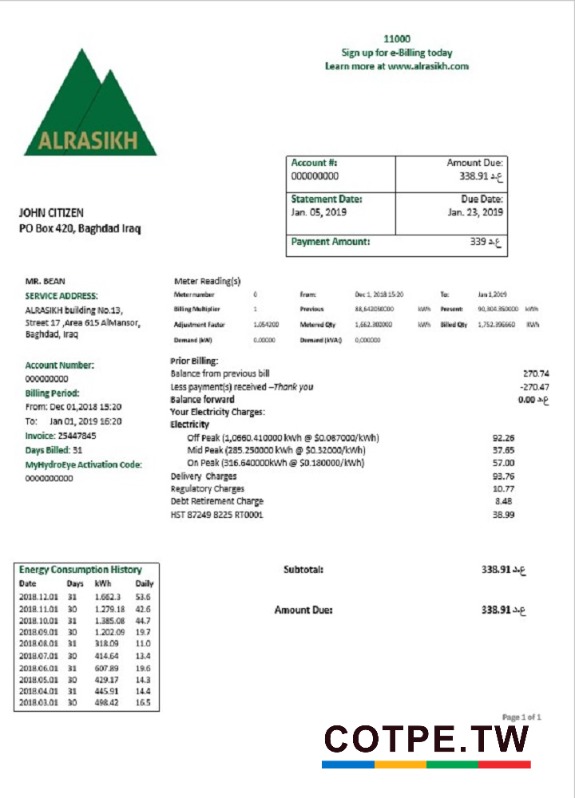 11000
Sign up for e-Billing today
Learn more at www.alrasikh.com
ALRASIKH
Account #: Amount Due:
000000000 338.91 ع.د
Statement Date: Due Date:
Jan. 05, 2019 Jan. 23, 2019
Payment Amount: 339 ع.د
JOHN CITIZEN
PO Box 420, Baghdad Iraq
MR. BEAN
SERVICE ADDRESS:
ALRASIKH building No.13,
Street 17 ,Area 615 AlMansor,
Baghdad, Iraq
Account Number:
000000000
Billing Period:
From: Dec 01,2018 15:20
To: Jan 01, 2019 16:20
Invoice: 25447845
Days Billed: 31
MyHydroEye Activation Code:
0000000000
Meter Reading(s)
Meter number 0 From: Dec 1, 2018 15:20 To: Jan 1,2019
Billing Multiplier 1 Previous kWh Present: kWh
Adjustment Factor 1.054200 Metered Qty kWh Billed Qty kWh
Demand (kW) 0.00000 Demand (kVAt) 0,000000
Prior Billing:
Balance from previous bill 270.74
Less payment(s) received –Thank you -270.47
Balance forward 0.00 ع.د
Your Electricity Charges:
Electricity
Off Peak (1,0660.410000 kWh @ $0.087000/kWh) 92.26
Mid Peak (285.250000 kWh @ $0.32000/kWh) 37.65
On Peak (316.640000kWh @ $0.180000/kWh) 57.00
Delivery Charges 93.76
Regulatory Charges 10.77
Debt Retirement Charge 8.48
HST 87249 8225 RT0001 38.99
Energy Consumption History
Date Days kWh Daily
2018.12.01 31 1.662.3 53.6
2018.11.01 30 1.279.18 42.6
2018.10.01 31 1.385.08 44.7
2018.09.01 30 1.202.09 19.7
2018.08.01 31 318.09 11.0
2018.07.01 30 414.64 13.4
2018.06.01 31 607.89 19.6
2018.05.01 30 429.17 14.3
2018.04.01 31 445.91 14.4
2018.03.01 30 498.42 16.5
Subtotal: 338.91 ع.د
Amount Due: 338.91 ع.د
Page 1 of 1
COTPE.TW